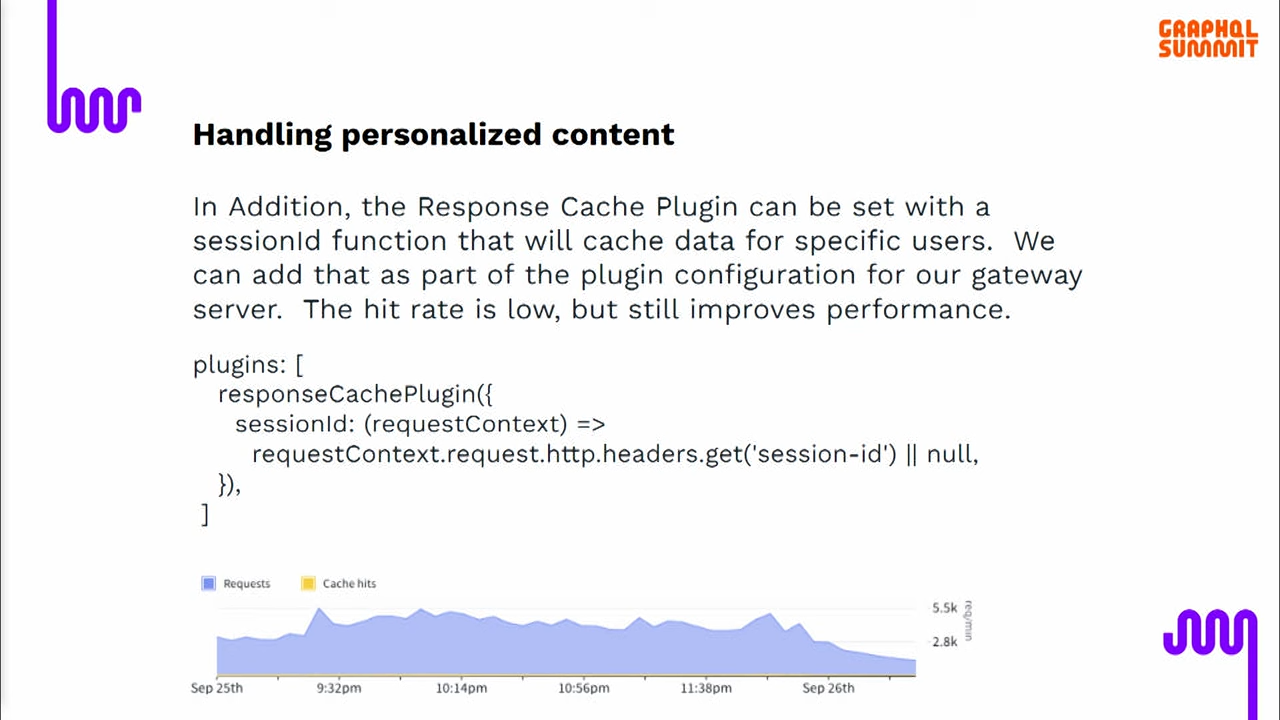 GRAPHQL
SUMMIT
Handling personalized content
In Addition, the Response Cache Plugin can be set with a
sessionId function that will cache data for specific users.  We
can add that as part of the plugin configuration for our gateway
server.  The hit rate is low, but still improves performance.
plugins: [
responseCachePlugin({
sessionId: (requestContext) =>
requestContext.request.http.headers.get('session-id') || null,
}),
]
Requests Cache hits
5.5k
req/min
2.8k
Sep 25th 9:32pm 10:14pm 10:56pm 11:38pm Sep 26th